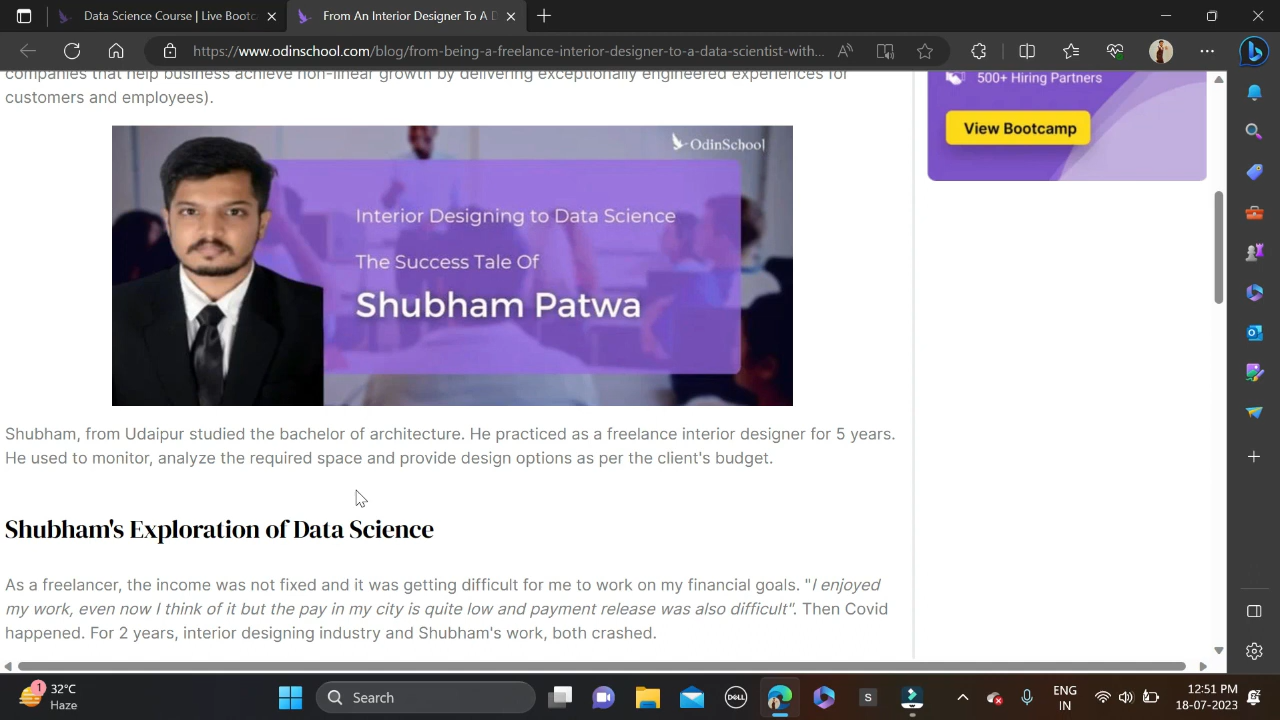 Data Science Course | Live Bootc
From An Interior Designer To A D
https://www.odinschool.com/blog/from-being-a-freelance-interior-designer-to-a-data-scientist-with...
companies that help business achieve non-linear growth by delivering exceptionally engineered experiences for
customers and employees).
500+ Hiring Partners
View Bootcamp
OdinSchool
Interior Designing to Data Science
The Success Tale Of
Shubham Patwa
Shubham, from Udaipur studied the bachelor of architecture. He practiced as a freelance interior designer for 5 years.
He used to monitor, analyze the required space and provide design options as per the client's budget.
Shubham's Exploration of Data Science
As a freelancer, the income was not fixed and it was getting difficult for me to work on my financial goals. "I enjoyed
my work, even now I think of it but the pay in my city is quite low and payment release was also difficult". Then Covid
happened. For 2 years, interior designing industry and Shubham's work, both crashed.
1
32°C
Haze
Search
DELL
S
ENG
IN
12:51 PM
18-07-2023